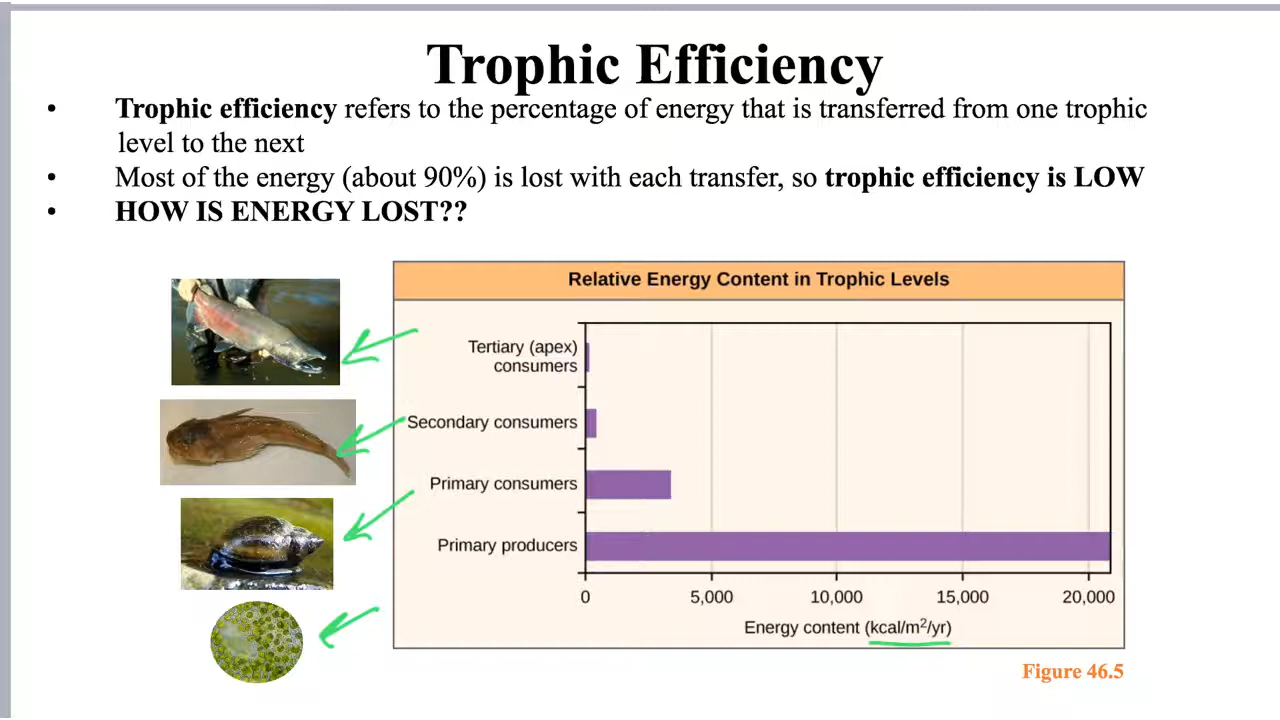 Trophic Efficiency
• Trophic efficiency refers to the percentage of energy that is transferred from one trophic
level to the next
• Most of the energy (about 90%) is lost with each transfer, so trophic efficiency is LOW
• HOW IS ENERGY LOST??
Relative Energy Content in Trophic Levels
Tertiary (apex)
consumers
Secondary consumers
Primary consumers
Primary producers
0 5,000 10,000 15,000 20,000
Energy content (kcal/m²/yr)
Figure 46.5